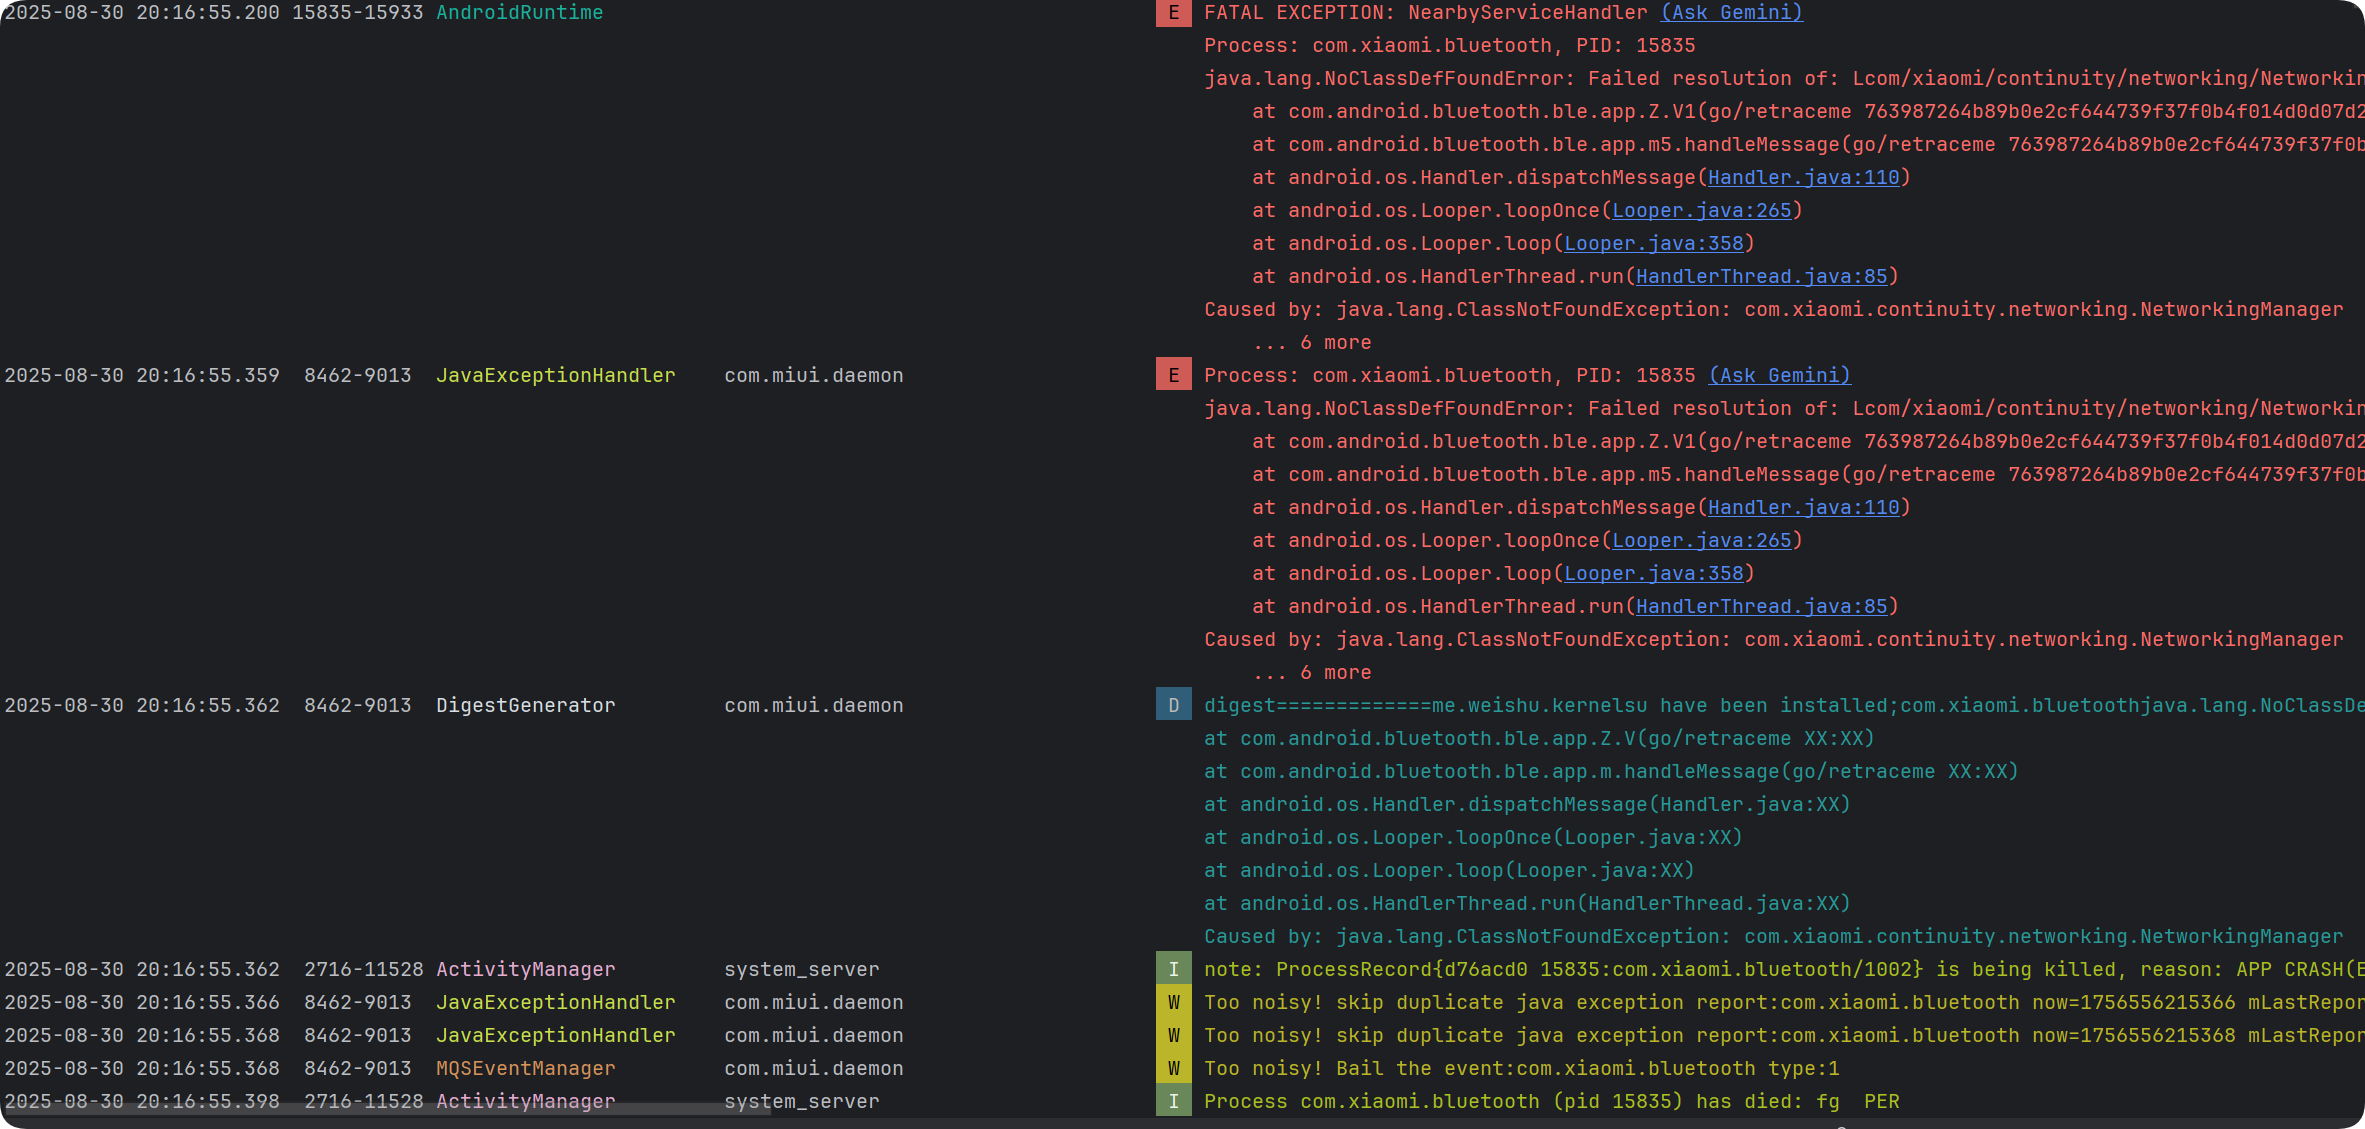 2025-08-30 20:16:55.200 15835-15933 AndroidRuntime E FATAL EXCEPTION: NearbyServiceHandler (Ask Gemini)
Process: com.xiaomi.bluetooth, PID: 15835
java.lang.NoClassDefFoundError: Failed resolution of: Lcom/xiaomi/continuity/networking/Networkin
at com.android.bluetooth.ble.app.Z.V1(go/retraceme 763987264b89b0e2cf644739f37f0b4f014d0d07d2
at com.android.bluetooth.ble.app.m5.handleMessage(go/retraceme 763987264b89b0e2cf644739f37f0b
at android.os.Handler.dispatchMessage(Handler.java:110)
at android.os.Looper.loopOnce(Looper.java:265)
at android.os.Looper.loop(Looper.java:358)
at android.os.HandlerThread.run(HandlerThread.java:85)
Caused by: java.lang.ClassNotFoundException: com.xiaomi.continuity.networking.NetworkingManager
... 6 more
2025-08-30 20:16:55.359 8462-9013 JavaExceptionHandler com.miui.daemon E Process: com.xiaomi.bluetooth, PID: 15835 (Ask Gemini)
java.lang.NoClassDefFoundError: Failed resolution of: Lcom/xiaomi/continuity/networking/Networkin
at com.android.bluetooth.ble.app.Z.V1(go/retraceme 763987264b89b0e2cf644739f37f0b4f014d0d07d2
at com.android.bluetooth.ble.app.m5.handleMessage(go/retraceme 763987264b89b0e2cf644739f37f0b
at android.os.Handler.dispatchMessage(Handler.java:110)
at android.os.Looper.loopOnce(Looper.java:265)
at android.os.Looper.loop(Looper.java:358)
at android.os.HandlerThread.run(HandlerThread.java:85)
Caused by: java.lang.ClassNotFoundException: com.xiaomi.continuity.networking.NetworkingManager
... 6 more
2025-08-30 20:16:55.362 8462-9013 DigestGenerator com.miui.daemon D digest=============me.weishu.kernelsu have been installed;com.xiaomi.bluetoothjava.lang.NoClassDe
at com.android.bluetooth.ble.app.Z.V(go/retraceme XX:XX)
at com.android.bluetooth.ble.app.m.handleMessage(go/retraceme XX:XX)
at android.os.Handler.dispatchMessage(Handler.java:XX)
at android.os.Looper.loopOnce(Looper.java:XX)
at android.os.Looper.loop(Looper.java:XX)
at android.os.HandlerThread.run(HandlerThread.java:XX)
Caused by: java.lang.ClassNotFoundException: com.xiaomi.continuity.networking.NetworkingManager
2025-08-30 20:16:55.362 2716-11528 ActivityManager system_server I note: ProcessRecord{d76acd0 15835:com.xiaomi.bluetooth/1002} is being killed, reason: APP CRASH(E
2025-08-30 20:16:55.366 8462-9013 JavaExceptionHandler com.miui.daemon W Too noisy! skip duplicate java exception report:com.xiaomi.bluetooth now=1756556215366 mLastRepor
2025-08-30 20:16:55.368 8462-9013 JavaExceptionHandler com.miui.daemon W Too noisy! skip duplicate java exception report:com.xiaomi.bluetooth now=1756556215368 mLastRepor
2025-08-30 20:16:55.368 8462-9013 MQSEventManager com.miui.daemon W Too noisy! Bail the event:com.xiaomi.bluetooth type:1
2025-08-30 20:16:55.398 2716-11528 ActivityManager system_server I Process com.xiaomi.bluetooth (pid 15835) has died: fg PER